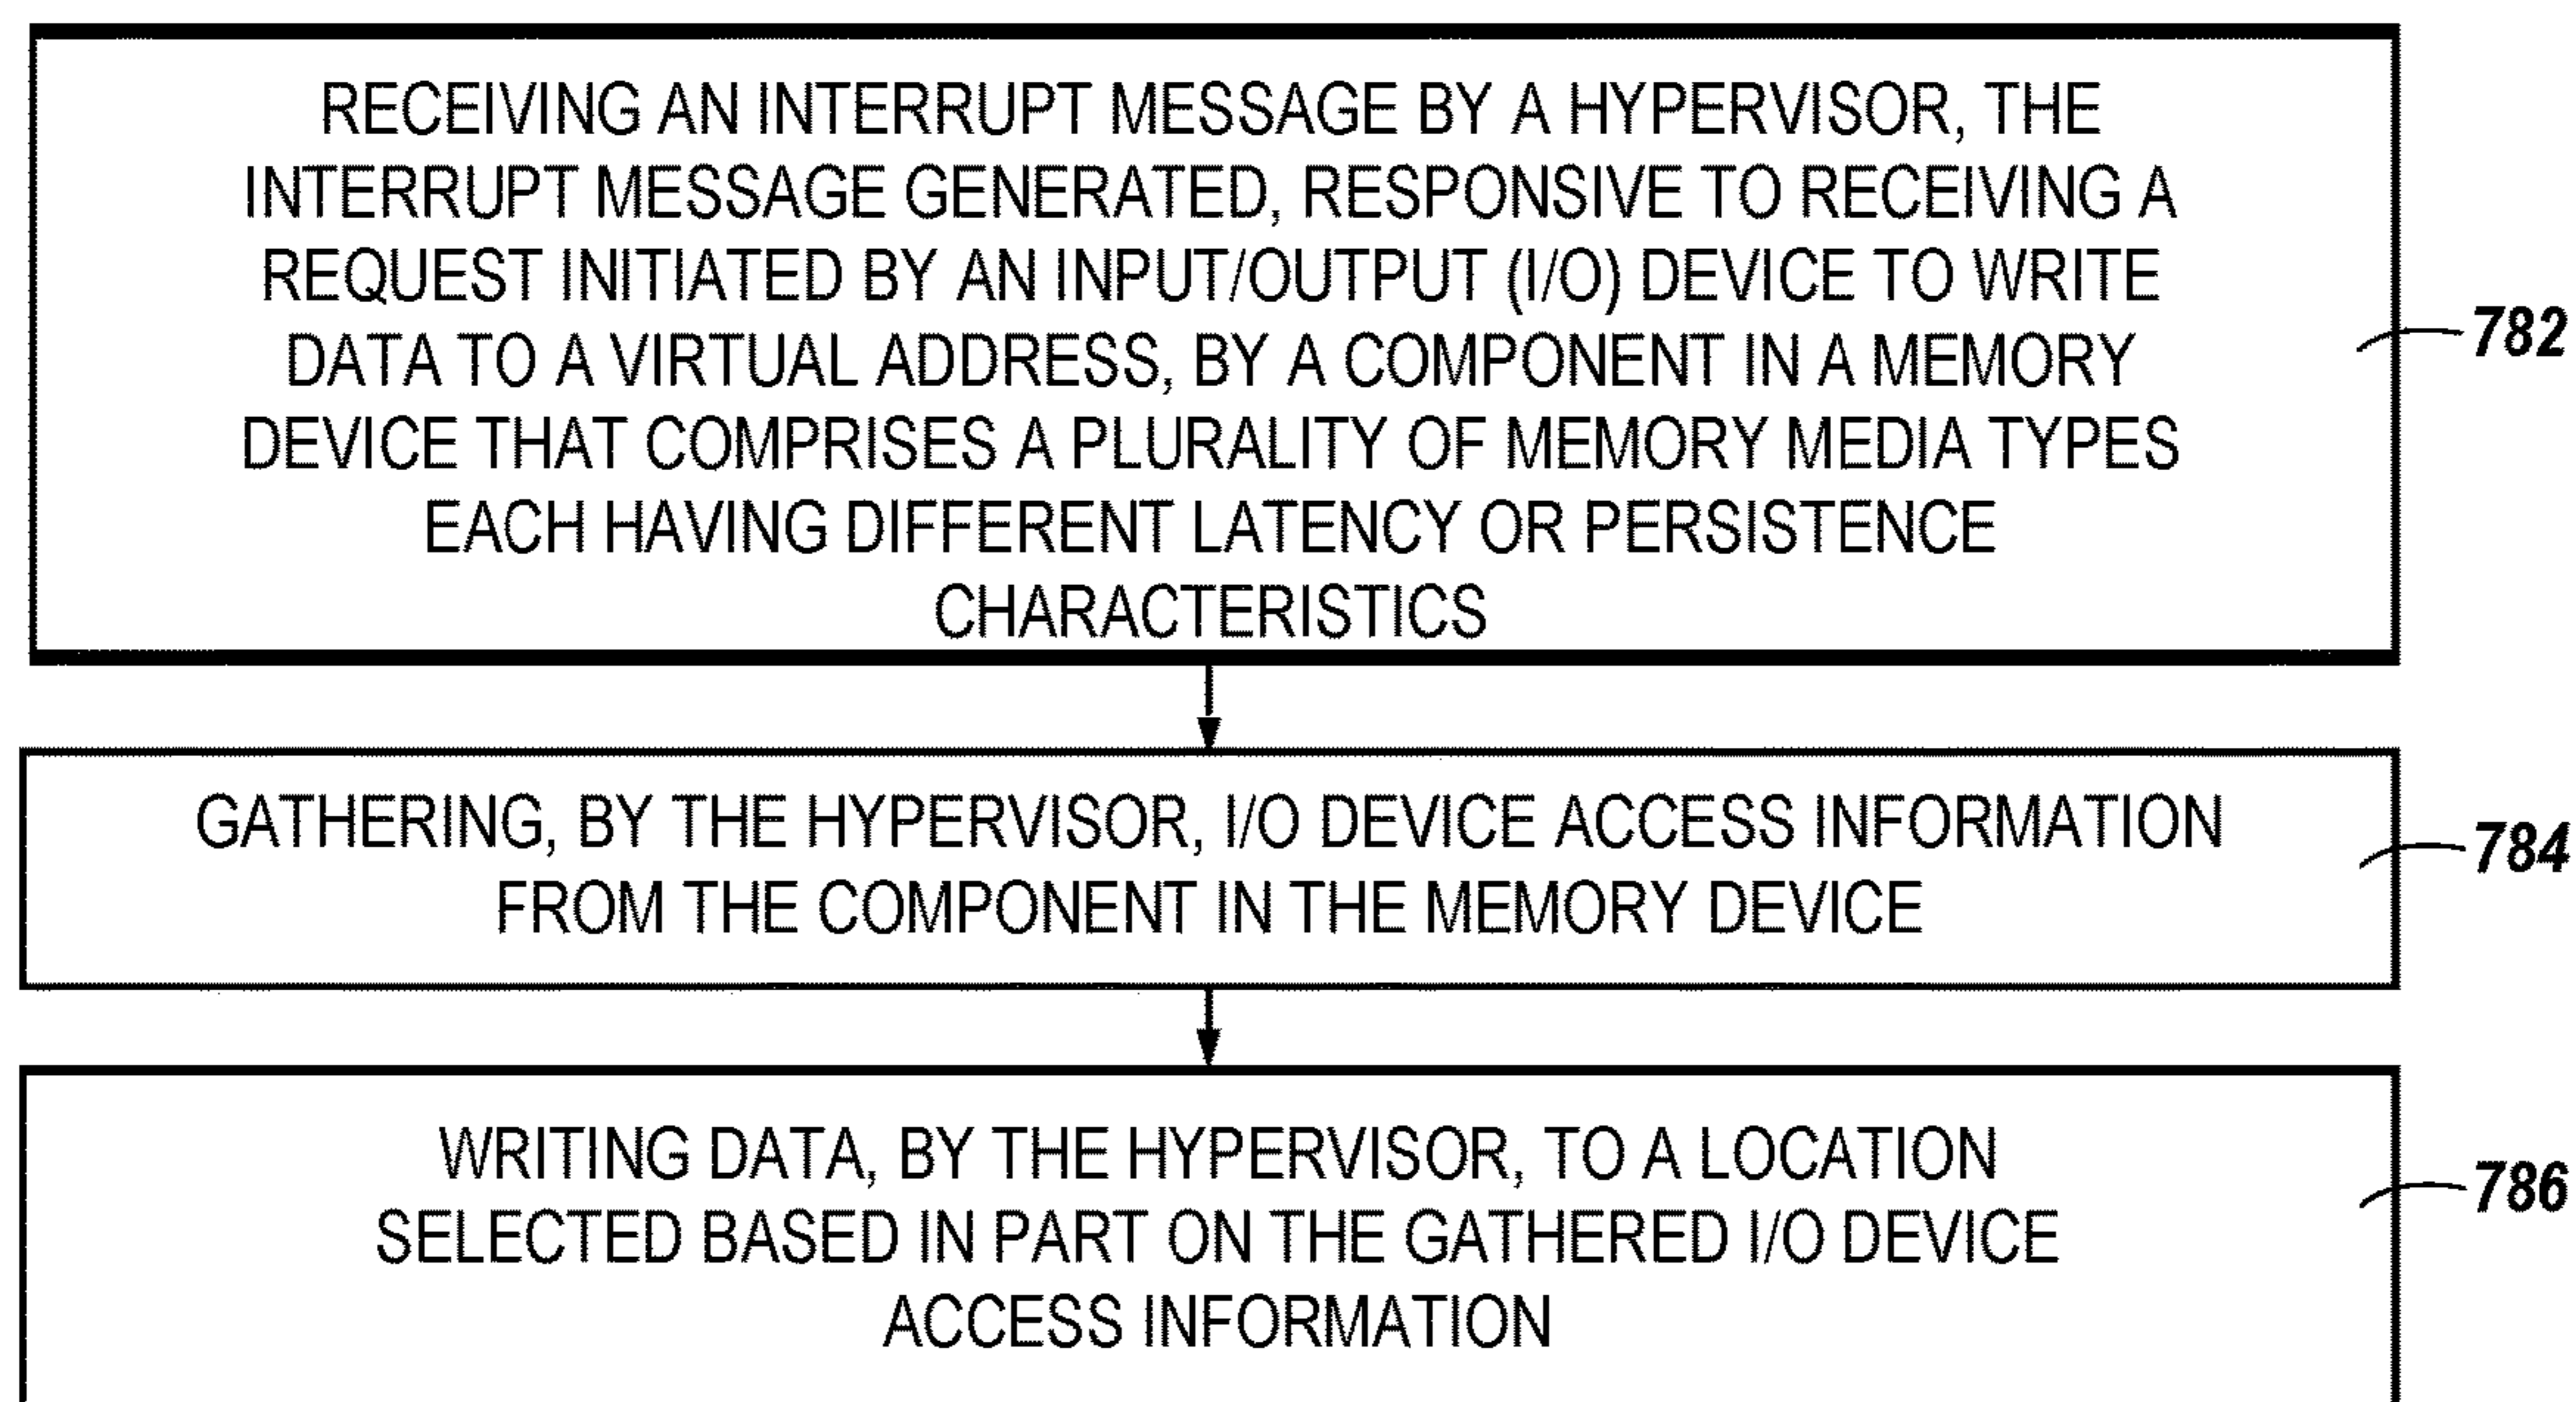 RECEIVING AN INTERRUPT MESSAGE BY A HYPERVISOR, THE
INTERRUPT MESSAGE GENERATED, RESPONSIVE TO RECEIVING A
REQUEST INITIATED BY AN INPUT/OUTPUT (I/O) DEVICE TO WRITE
DATA TO A VIRTUAL ADDRESS, BY A COMPONENT IN A MEMORY
DEVICE THAT COMPRISES A PLURALITY OF MEMORY MEDIA TYPES
EACH HAVING DIFFERENT LATENCY OR PERSISTENCE
CHARACTERISTICS
782
GATHERING, BY THE HYPERVISOR, I/O DEVICE ACCESS INFORMATION
FROM THE COMPONENT IN THE MEMORY DEVICE
784
WRITING DATA, BY THE HYPERVISOR, TO A LOCATION
SELECTED BASED IN PART ON THE GATHERED I/O DEVICE
ACCESS INFORMATION
786